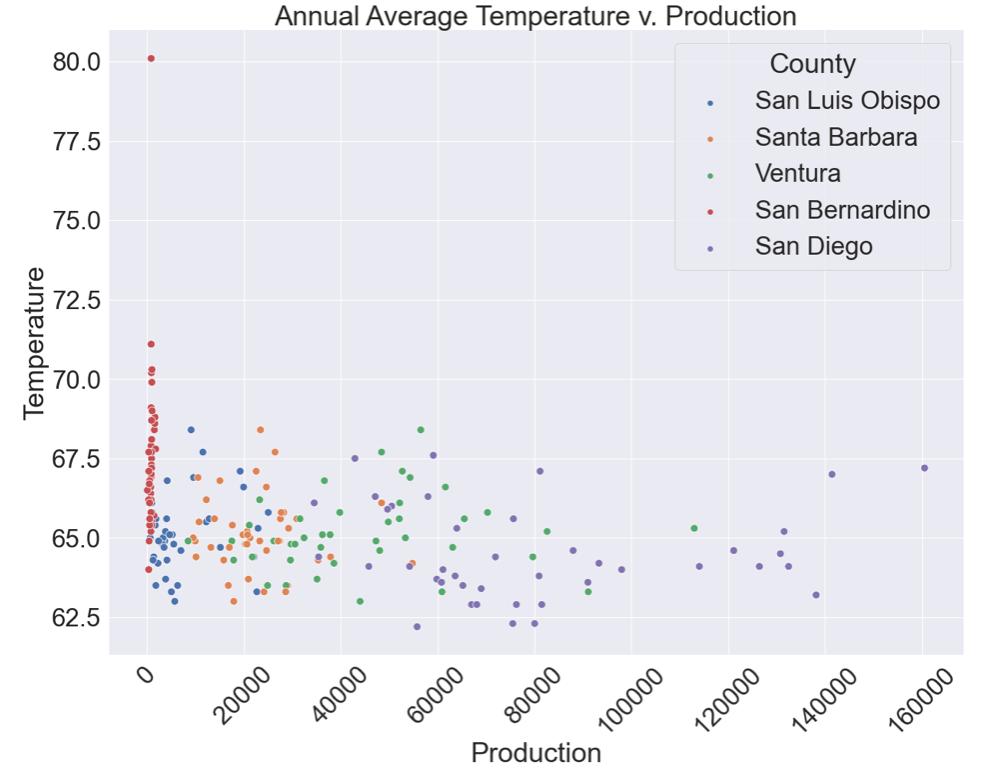 Annual Average Temperature v. Production
80.0
77.5
75.0
72.5
70.0
67.5
65.0
62.5
Temperature
County
San Luis Obispo
Santa Barbara
Ventura
San Bernardino
San Diego
0
20000
40000
60000
80000
100000
120000
140000
160000
Production